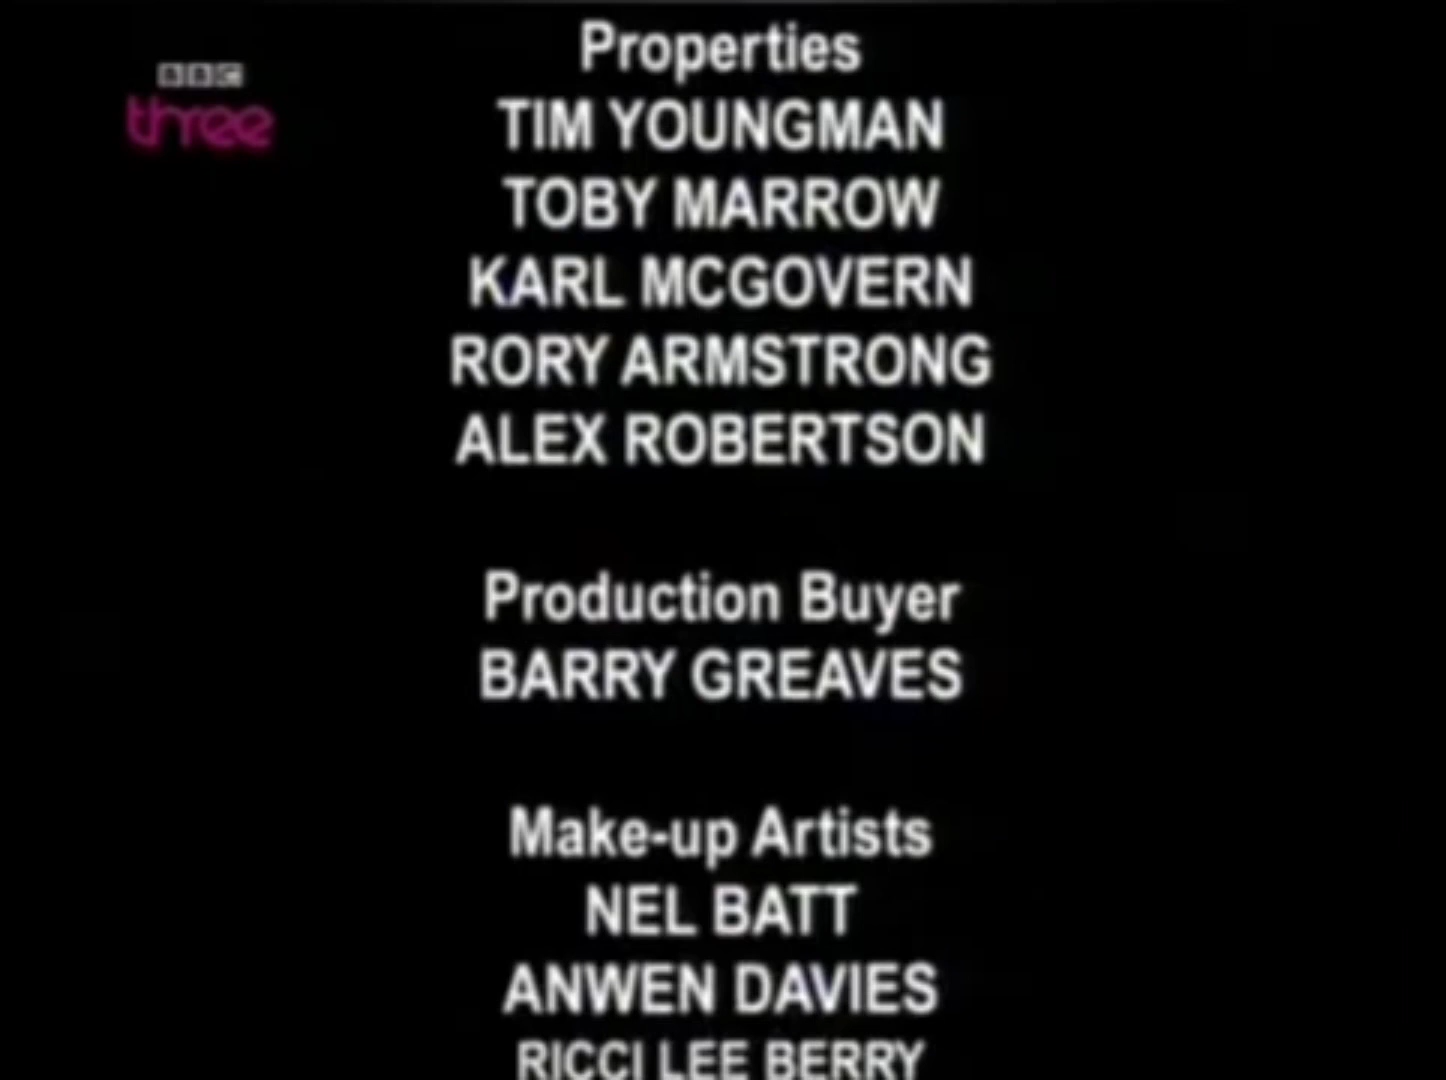 Properties
BBC
three
TIM YOUNGMAN
TOBY MARROW
KARL MCGOVERN
RORY ARMSTRONG
ALEX ROBERTSON
Production Buyer
BARRY GREAVES
Make-up Artists
NEL BATT
ANWEN DAVIES
RICCI LEE BERRY